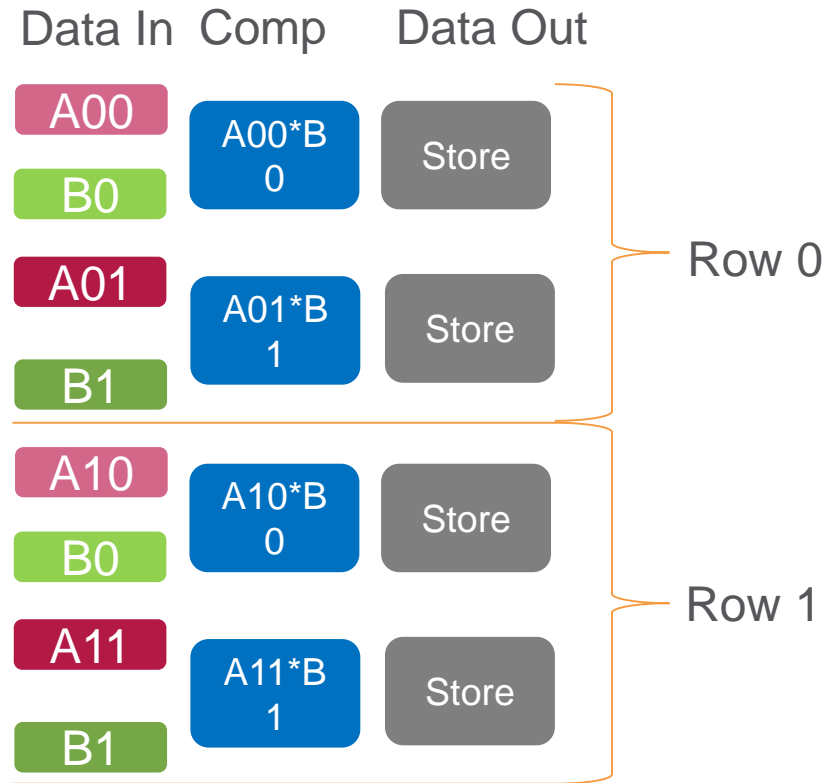 Data In Comp Data Out
A00
A00*B
0
Store
B0
A01
A01*B
1
Store
B1
Row 0
A10
A10*B
0
Store
B0
A11
A11*B
1
Store
B1
Row 1